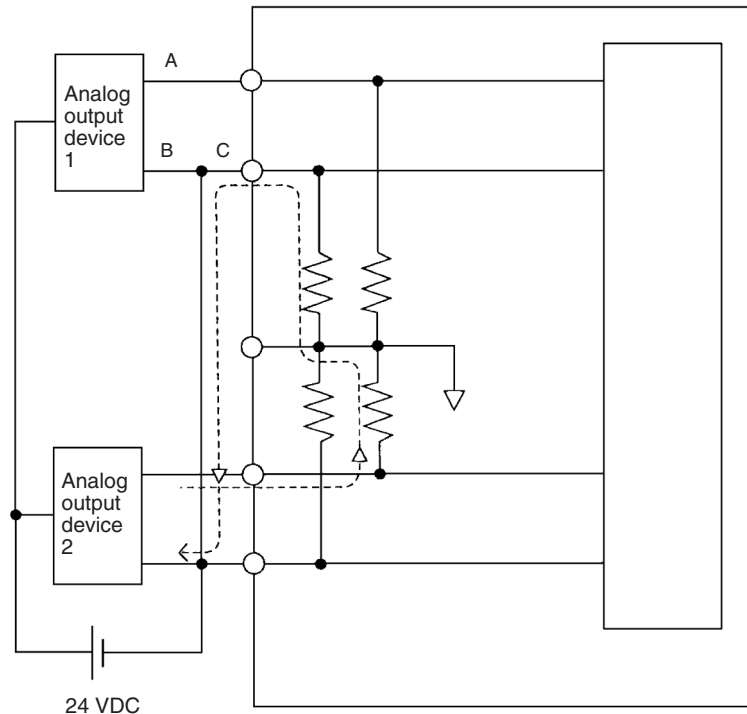 A
Analog
output
device
1
B
C
Analog
output
device
2
24 VDC